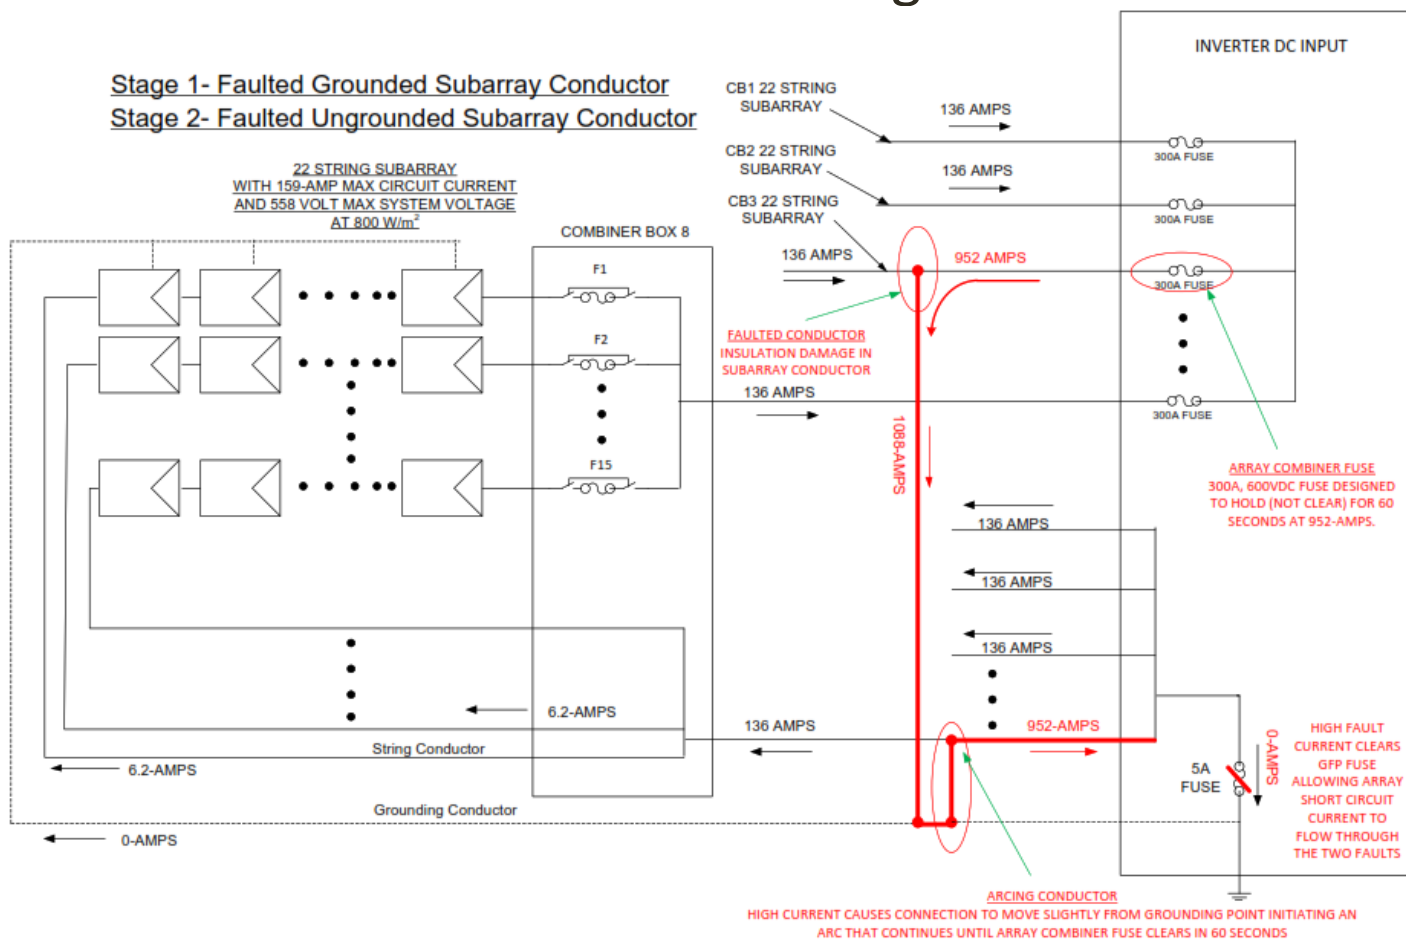 INVERTER DC INPUT
Stage 1- Faulted Grounded Subarray Conductor
Stage 2- Faulted Ungrounded Subarray Conductor
22 STRING SUBARRAY
WITH 159-AMP MAX CIRCUIT CURRENT
AND 558 VOLT MAX SYSTEM VOLTAGE
AT 800 W/m²
COMBINER BOX 8
F1
F2
F15
CB1 22 STRING
SUBARRAY
136 AMPS
300A FUSE
CB2 22 STRING
SUBARRAY
136 AMPS
300A FUSE
CB3 22 STRING
SUBARRAY
136 AMPS
952 AMPS
300A FUSE
FAULTED CONDUCTOR
INSULATION DAMAGE IN
SUBARRAY CONDUCTOR
136 AMPS
300A FUSE
1088-AMPS
ARRAY COMBINER FUSE
300A, 600VDC FUSE DESIGNED
TO HOLD (NOT CLEAR) FOR 60
SECONDS AT 952-AMPS.
136 AMPS
136 AMPS
136 AMPS
136 AMPS
952-AMPS
6.2-AMPS
String Conductor
6.2-AMPS
Grounding Conductor
0-AMPS
5A
FUSE
0-AMPS
HIGH FAULT
CURRENT CLEARS
GFP FUSE
ALLOWING ARRAY
SHORT CIRCUIT
CURRENT TO
FLOW THROUGH
THE TWO FAULTS
ARCING CONDUCTOR
HIGH CURRENT CAUSES CONNECTION TO MOVE SLIGHTLY FROM GROUNDING POINT INITIATING AN
ARC THAT CONTINUES UNTIL ARRAY COMBINER FUSE CLEARS IN 60 SECONDS